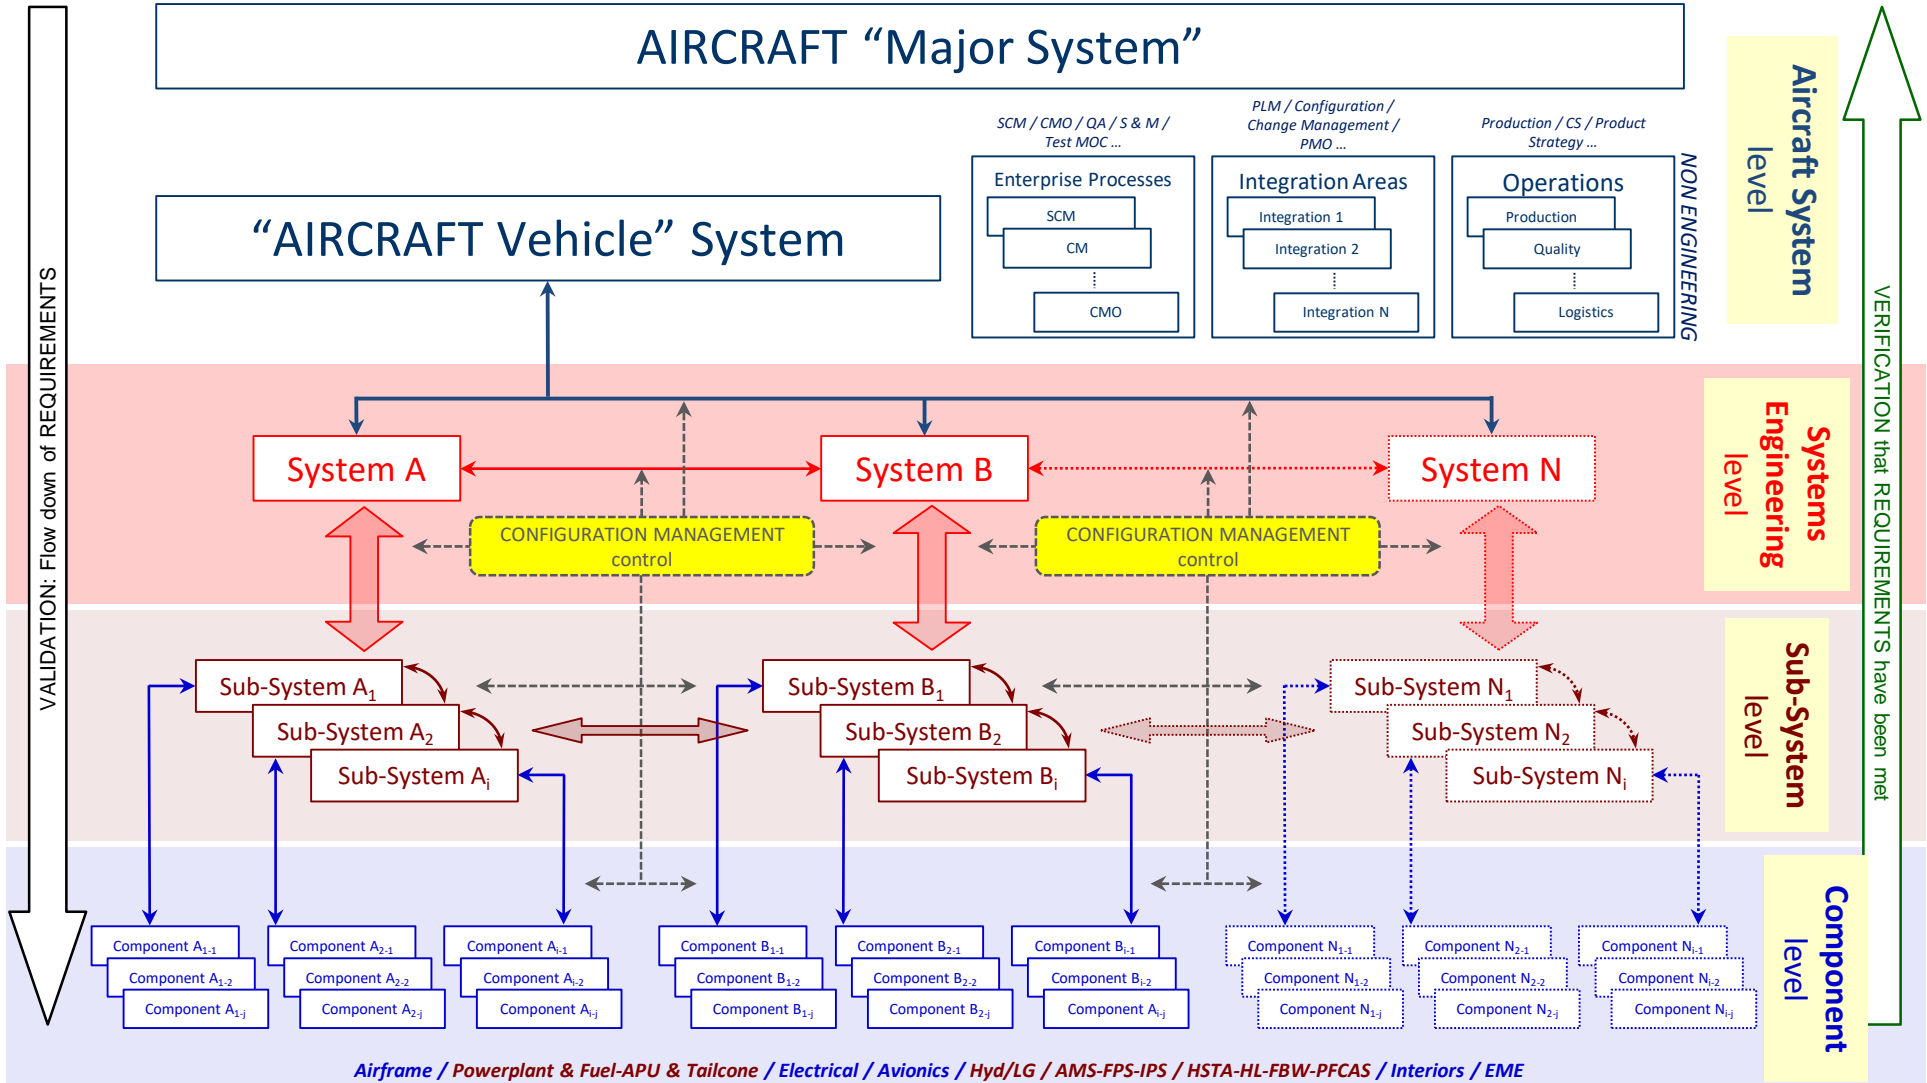 AIRCRAFT “Major System”
SCM / CMO / QA / S & M /
Test MOC ...
PLM / Configuration /
Change Management /
PMO ...
Production / CS / Product
Strategy ...
Enterprise Processes
SCM
CM
CMO
Integration Areas
Integration 1
Integration 2
Integration N
Operations
Production
Quality
Logistics
NON ENGINEERING
“AIRCRAFT Vehicle” System
Aircraft System
level
VALIDATION: Flow down of REQUIREMENTS
VERIFICATION that REQUIREMENTS have been met
System A
System B
System N
CONFIGURATION MANAGEMENT
control
CONFIGURATION MANAGEMENT
control
Systems
Engineering
level
Sub-System A1
Sub-System A2
Sub-System Ai
Sub-System B1
Sub-System B2
Sub-System Bi
Sub-System N1
Sub-System N2
Sub-System Ni
Sub-System
level
Component A1-1
Component A1-2
Component A1-j
Component A2-1
Component A2-2
Component A2-j
Component Ai-1
Component Ai-2
Component Ai-j
Component B1-1
Component B1-2
Component B1-j
Component B2-1
Component B2-2
Component B2-j
Component Bi-1
Component Bi-2
Component Ai-j
Component N1-1
Component N1-2
Component N1-j
Component N2-1
Component N2-2
Component N2-j
Component Ni-1
Component Ni-2
Component Ni-j
Component
level
Airframe / Powerplant & Fuel-APU & Tailcone / Electrical / Avionics / Hyd/LG / AMS-FPS-IPS / HSTA-HL-FBW-PFCAS / Interiors / EME